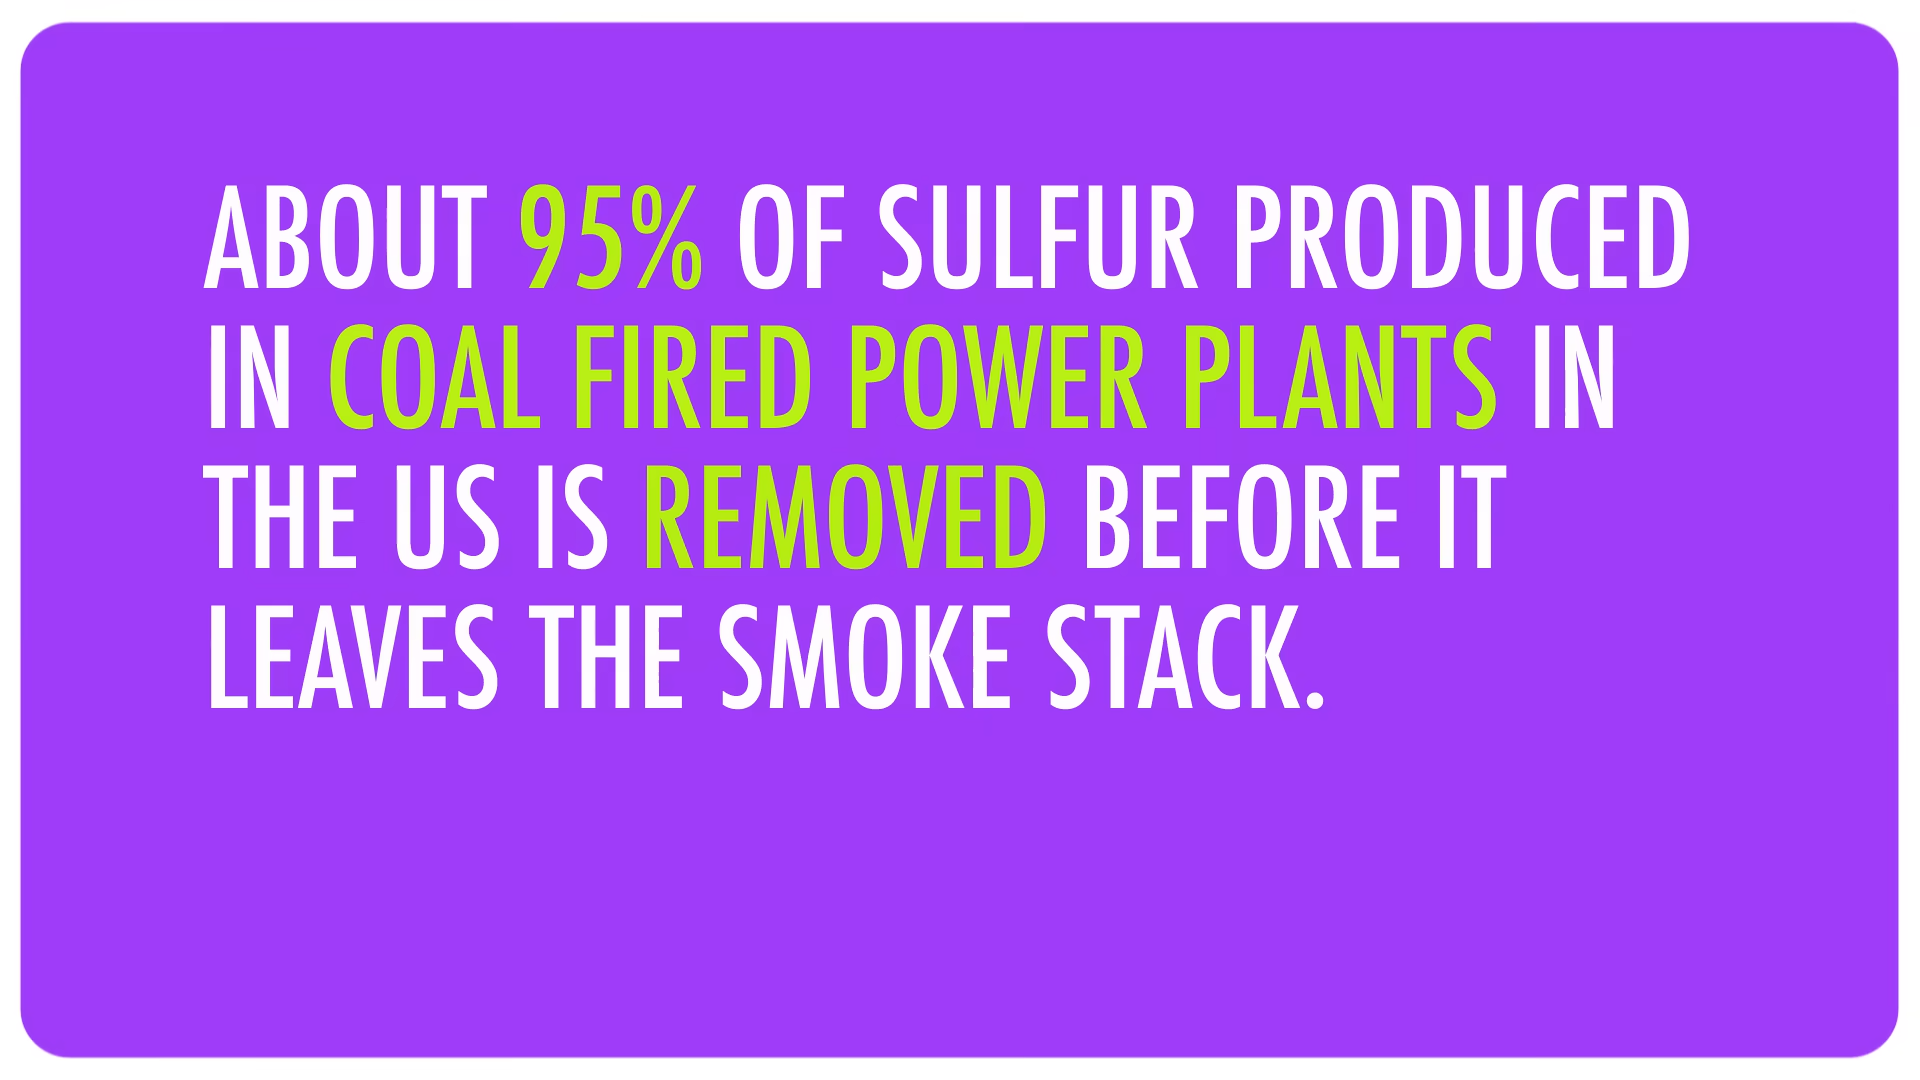 ABOUT 95% OF SULFUR PRODUCED
IN COAL FIRED POWER PLANTS IN
THE US IS REMOVED BEFORE IT
LEAVES THE SMOKE STACK.